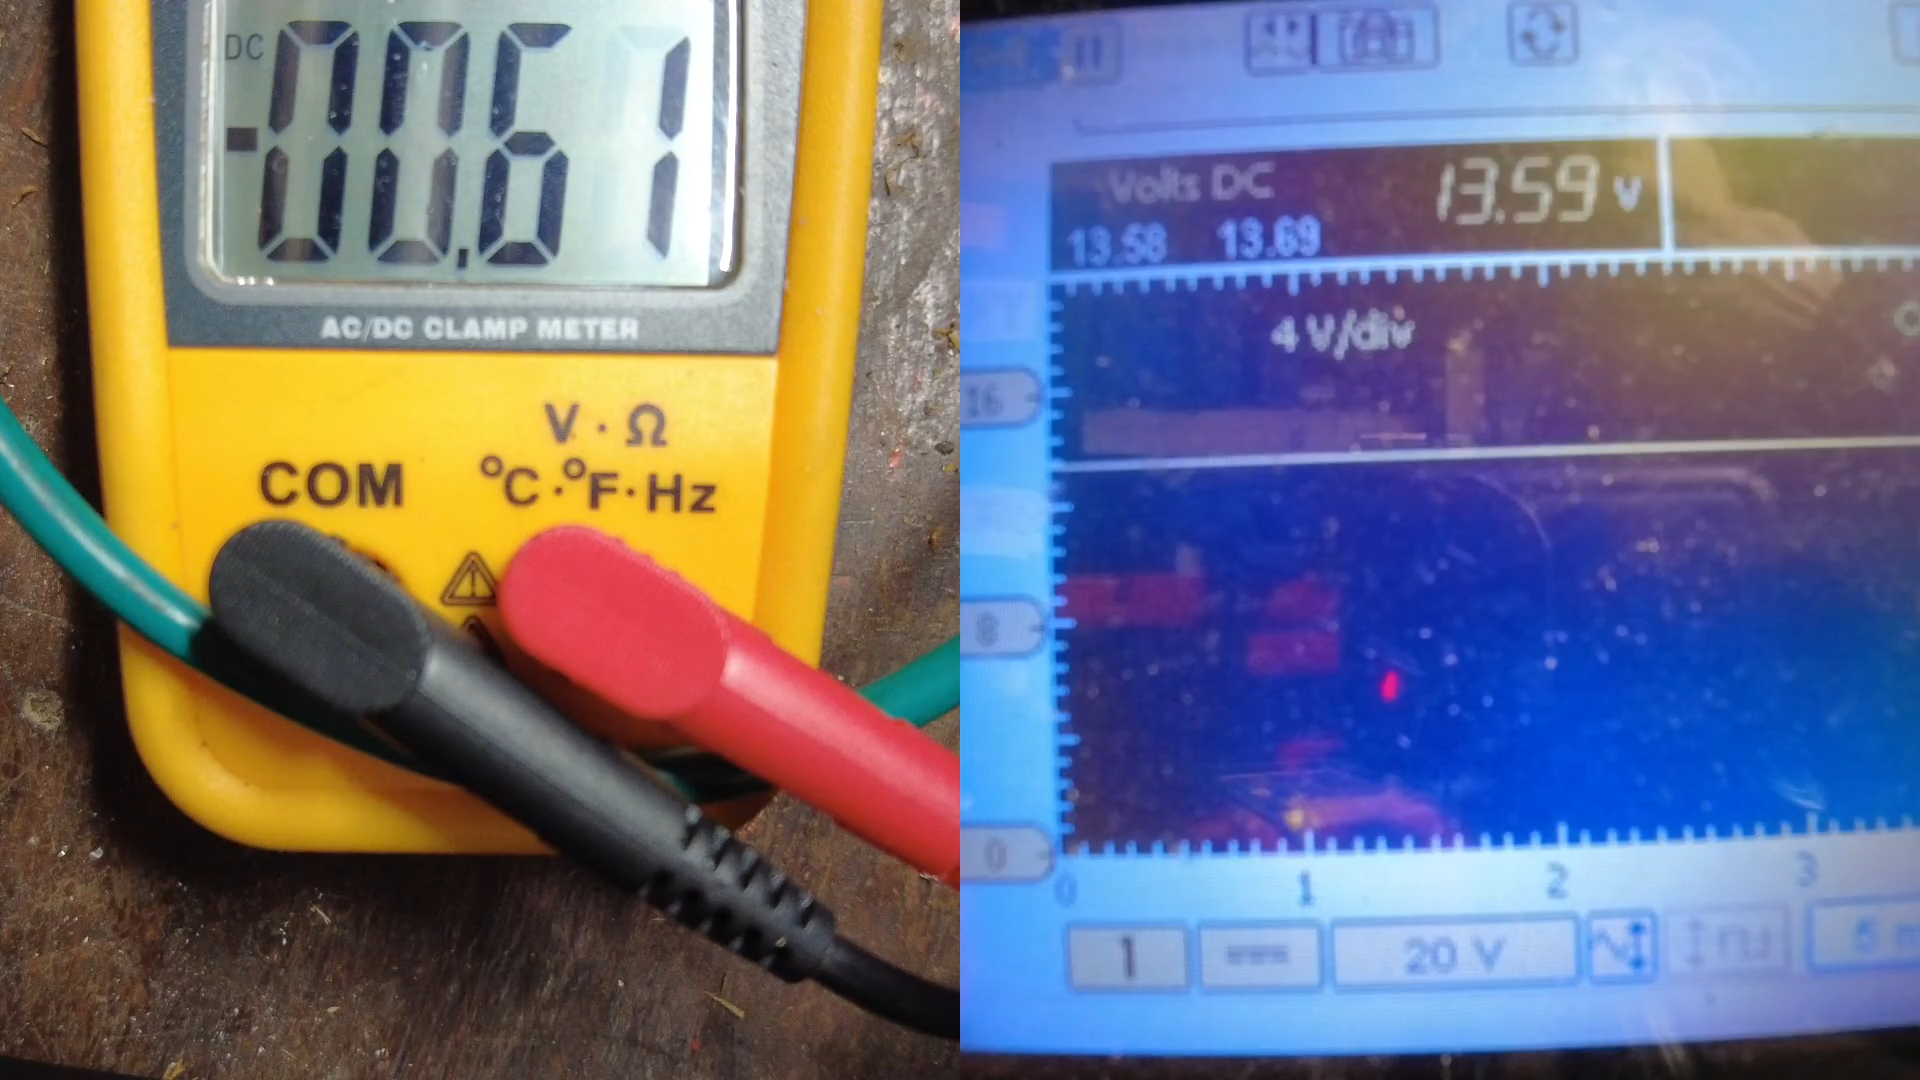 DC
-00.61
AC/DC CLAMP METER
V·Ω
COM
°C·°F·Hz
Volts DC 13.59 v
13.58 13.69
4 V/div
16
8
0
0 1 2 3
1 20 V 5 m